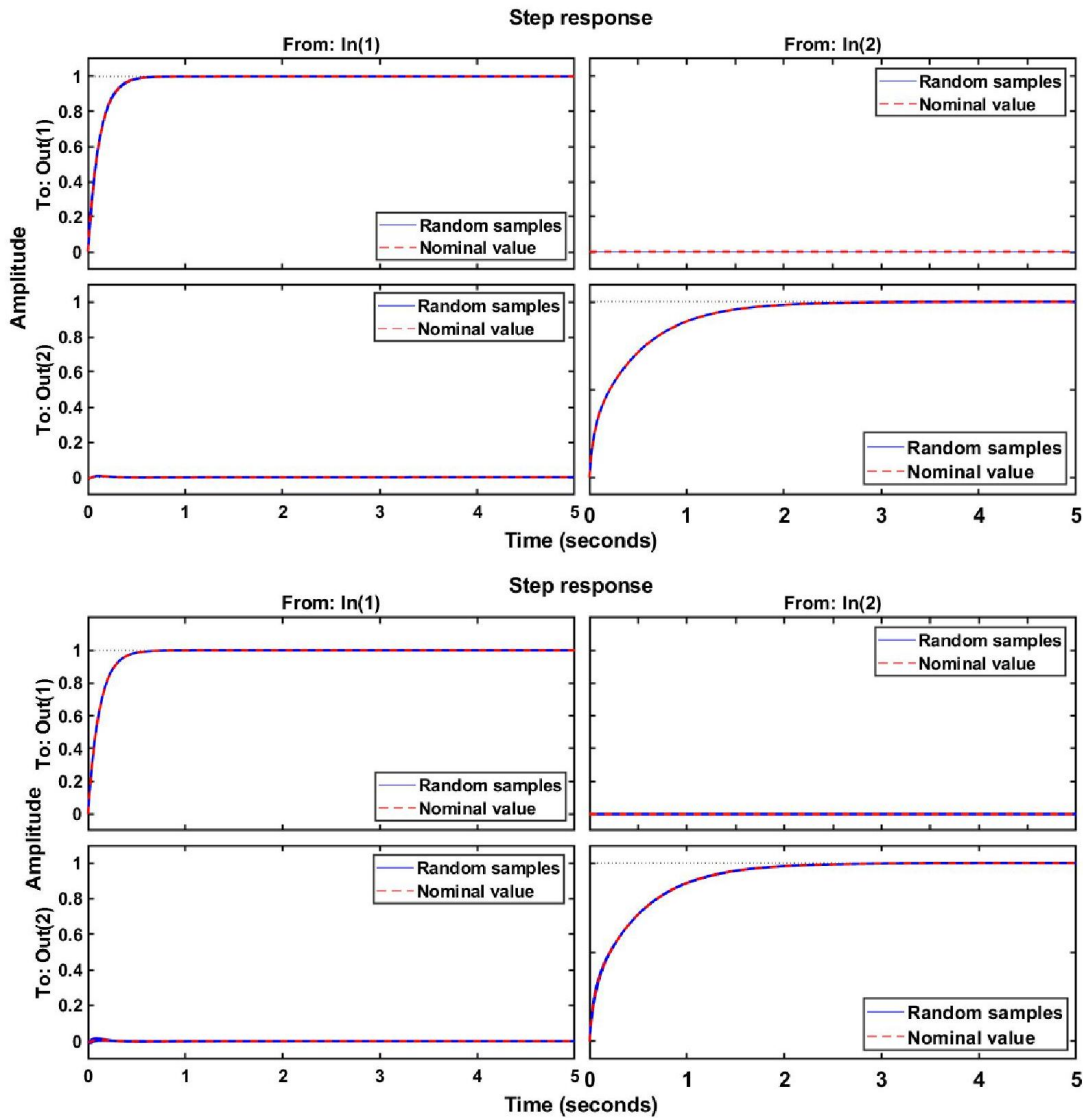 Step response
From: In(1)
From: In(2)
1
0.8
0.6
0.4
0.2
0
To: Out(1)
Random samples
Nominal value
Random samples
Nominal value
Amplitude
1
0.8
0.6
0.4
0.2
0
To: Out(2)
Random samples
Nominal value
Random samples
Nominal value
0 1 2 3 4 5
0 1 2 3 4 5
Time (seconds)
Step response
From: In(1)
From: In(2)
1
0.8
0.6
0.4
0.2
0
To: Out(1)
Random samples
Nominal value
Random samples
Nominal value
Amplitude
1
0.8
0.6
0.4
0.2
0
To: Out(2)
Random samples
Nominal value
Random samples
Nominal value
0 1 2 3 4 5
0 1 2 3 4 5
Time (seconds)